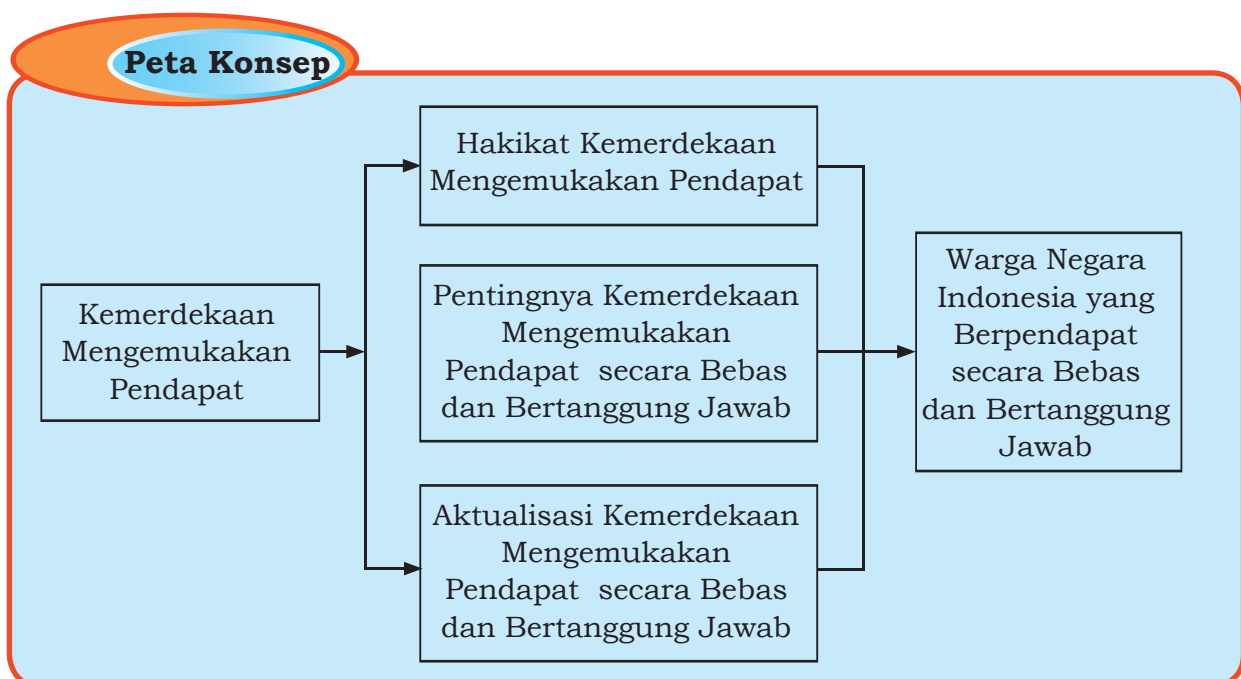 Peta Konsep
Kemerdekaan
Mengemukakan
Pendapat
Hakikat Kemerdekaan
Mengemukakan Pendapat
Pentingnya Kemerdekaan
Mengemukakan
Pendapat secara Bebas
dan Bertanggung Jawab
Aktualisasi Kemerdekaan
Mengemukakan
Pendapat secara Bebas
dan Bertanggung Jawab
Warga Negara
Indonesia yang
Berpendapat
secara Bebas
dan Bertanggung
Jawab